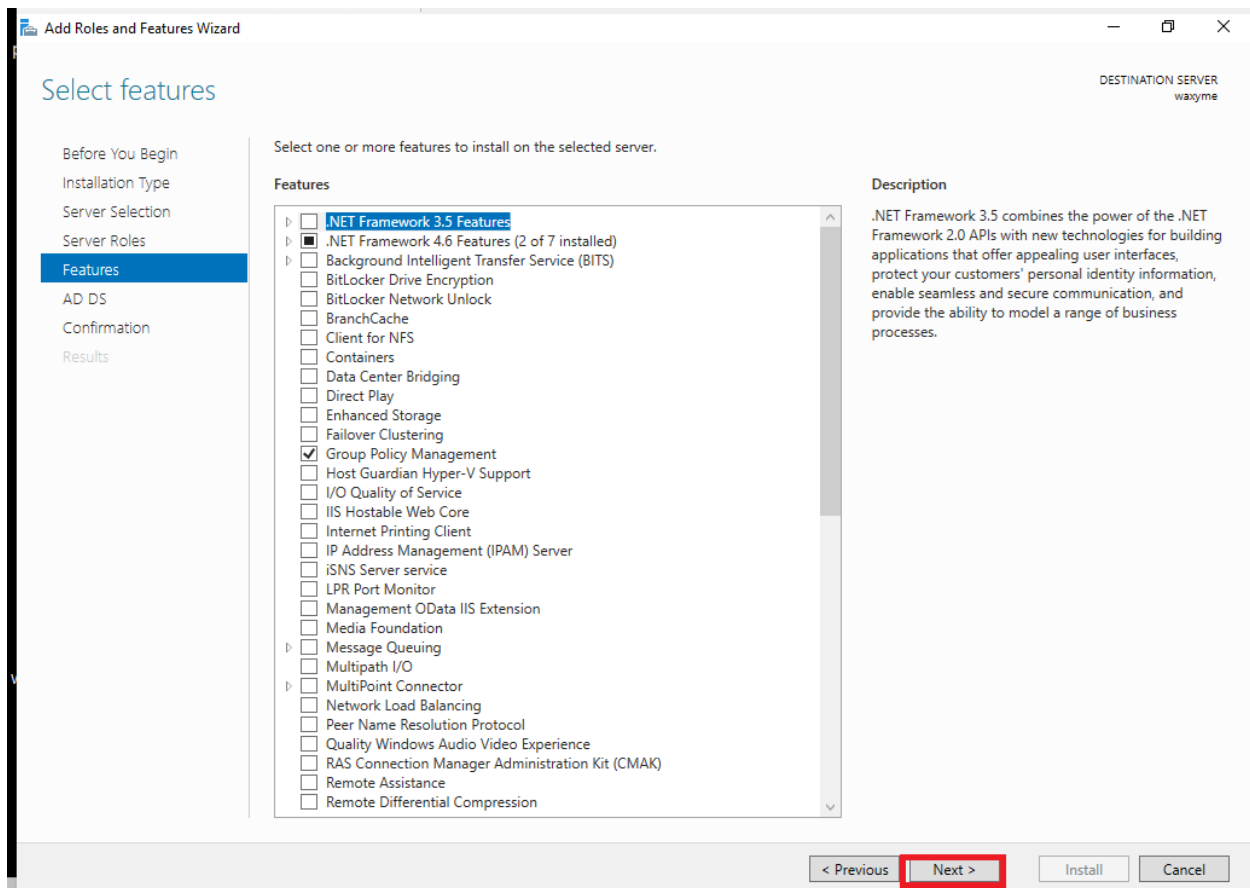 Add Roles and Features Wizard
Select features
DESTINATION SERVER
waxyme
Before You Begin
Installation Type
Server Selection
Server Roles
Features
AD DS
Confirmation
Results
Select one or more features to install on the selected server.
Features
.NET Framework 3.5 Features
.NET Framework 4.6 Features (2 of 7 installed)
Background Intelligent Transfer Service (BITS)
BitLocker Drive Encryption
BitLocker Network Unlock
BranchCache
Client for NFS
Containers
Data Center Bridging
Direct Play
Enhanced Storage
Failover Clustering
Group Policy Management
Host Guardian Hyper-V Support
I/O Quality of Service
IIS Hostable Web Core
Internet Printing Client
IP Address Management (IPAM) Server
iSNS Server service
LPR Port Monitor
Management OData IIS Extension
Media Foundation
Message Queuing
Multipath I/O
MultiPoint Connector
Network Load Balancing
Peer Name Resolution Protocol
Quality Windows Audio Video Experience
RAS Connection Manager Administration Kit (CMAK)
Remote Assistance
Remote Differential Compression
Description
.NET Framework 3.5 combines the power of the .NET
Framework 2.0 APIs with new technologies for building
applications that offer appealing user interfaces,
protect your customers' personal identity information,
enable seamless and secure communication, and
provide the ability to model a range of business
processes.
< Previous
Next >
Install
Cancel